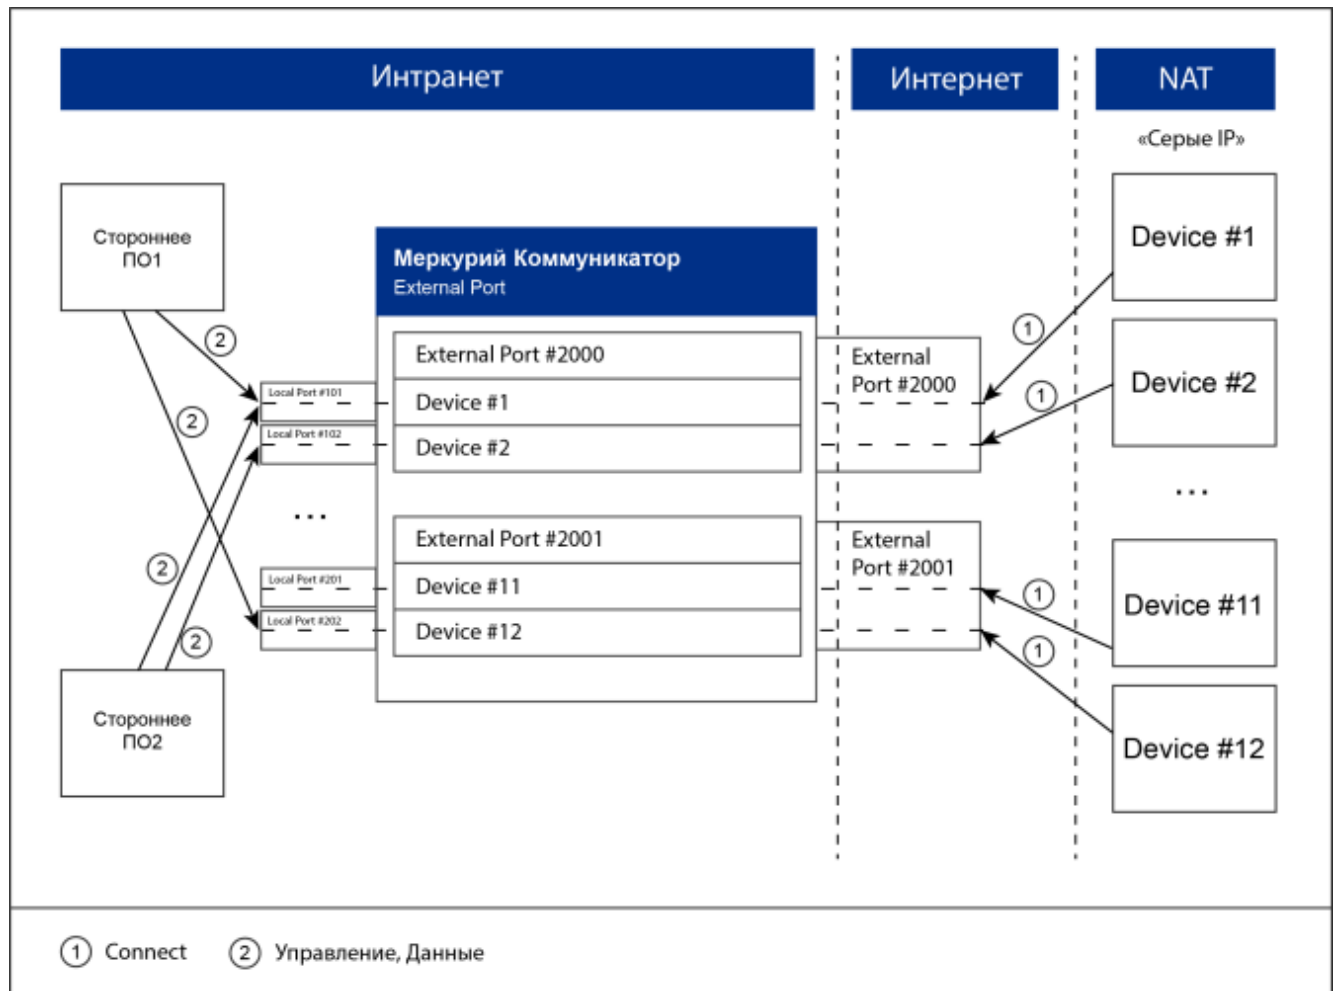 Интранет
Интернет
NAT
«Серые IP»
Стороннее
ПО1
Меркурий Коммуникатор
External Port
Device #1
2
1
External Port #2000
External
Port #2000
Device #2
Local Port #101
Device #1
1
2
Local Port #102
Device #2
...
...
External Port #2001
External
Port #2001
2
Local Port #201
Device #11
1
Device #11
Local Port #202
Device #12
2
1
Стороннее
ПО2
Device #12
1 Connect
2 Управление, Данные